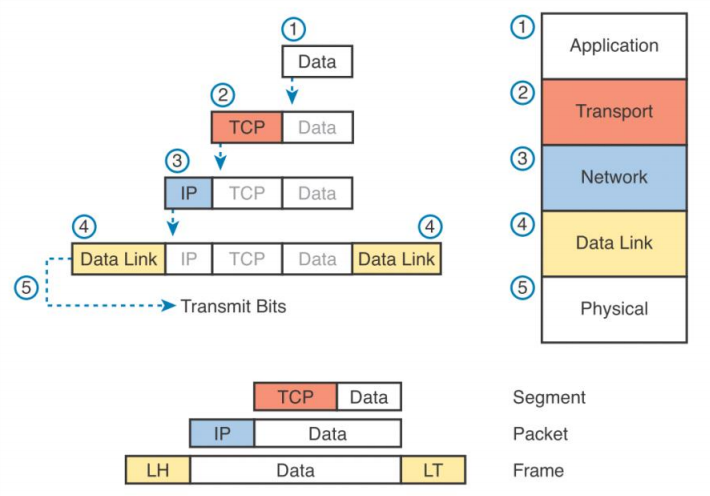 1
Data
2
TCP Data
3
IP TCP Data
4 4
Data Link IP TCP Data Data Link
5
Transmit Bits
1 Application
2 Transport
3 Network
4 Data Link
5 Physical
TCP Data Segment
IP Data Packet
LH Data LT Frame